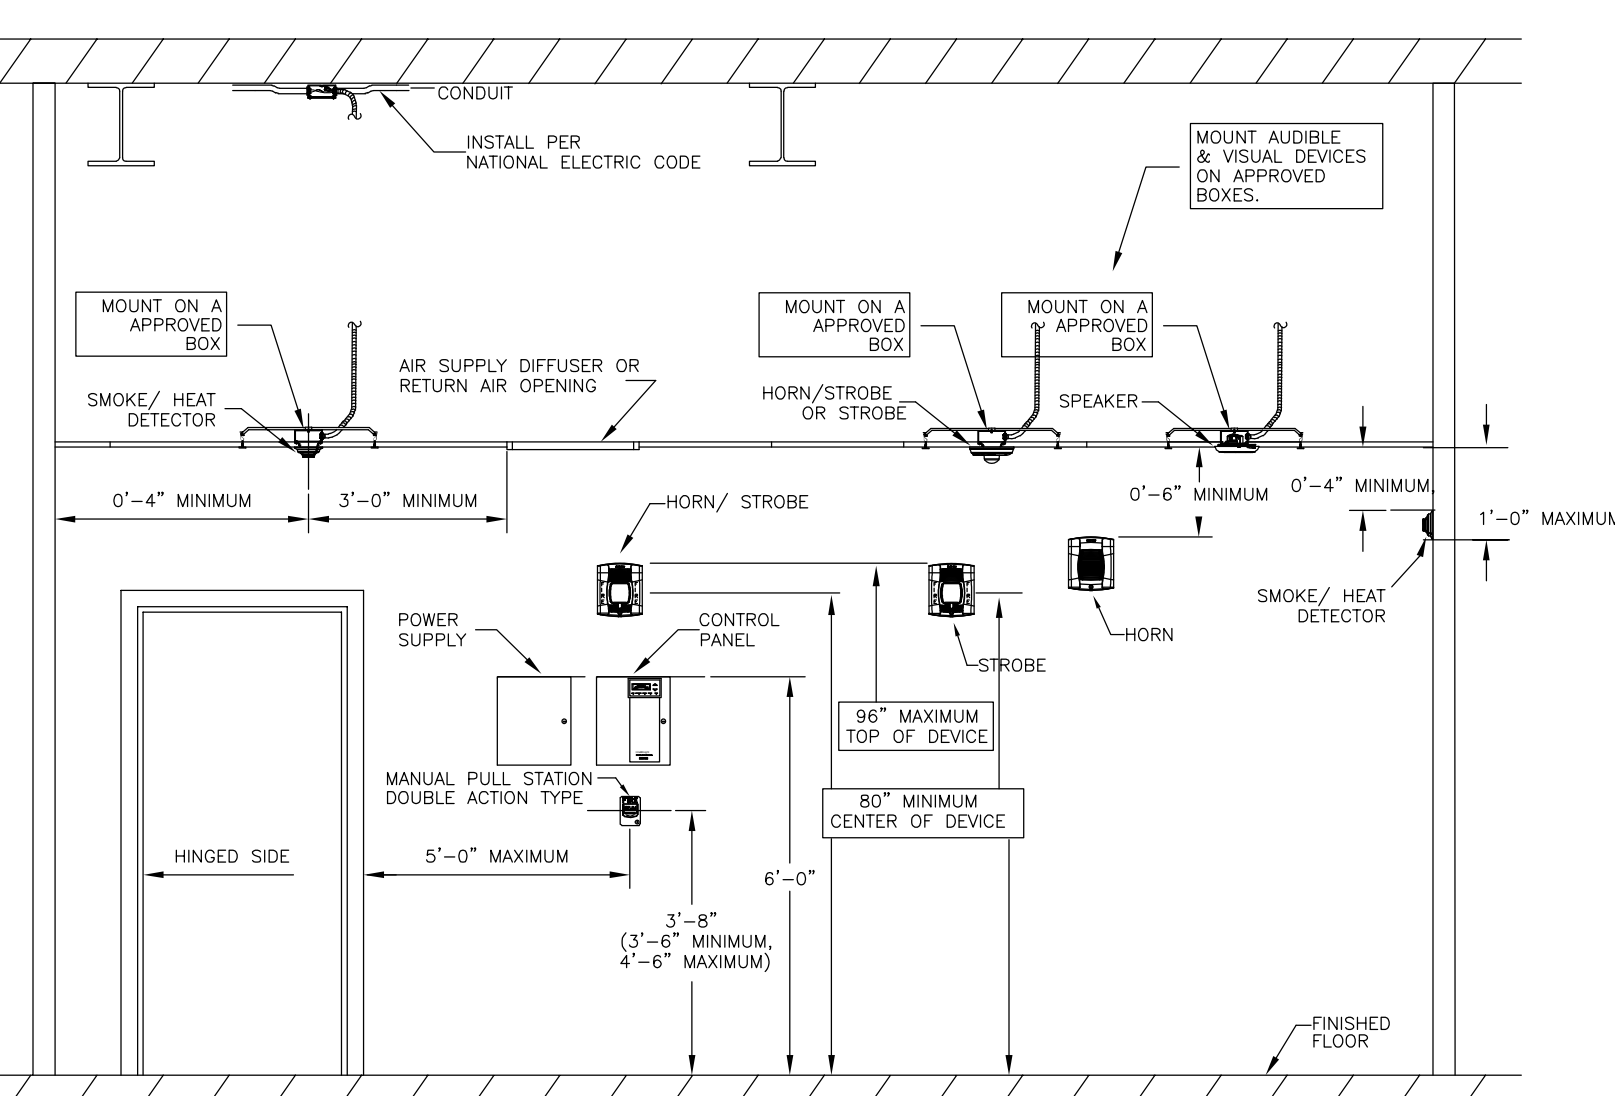 CONDUIT
INSTALL PER
NATIONAL ELECTRIC CODE
MOUNT AUDIBLE
& VISUAL DEVICES
ON APPROVED
BOXES.
MOUNT ON A
APPROVED
BOX
MOUNT ON A
APPROVED
BOX
MOUNT ON A
APPROVED
BOX
AIR SUPPLY DIFFUSER OR
RETURN AIR OPENING
SMOKE/ HEAT
DETECTOR
HORN/STROBE
OR STROBE
SPEAKER
0'-4" MINIMUM
3'-0" MINIMUM
HORN/ STROBE
0'-6" MINIMUM
0'-4" MINIMUM,
1'-0" MAXIMUM
SMOKE/ HEAT
DETECTOR
FIRE
FIRE
FIRE
FIRE
HORN
STROBE
POWER
SUPPLY
CONTROL
PANEL
96" MAXIMUM
TOP OF DEVICE
MANUAL PULL STATION
DOUBLE ACTION TYPE
80" MINIMUM
CENTER OF DEVICE
HINGED SIDE
5'-0" MAXIMUM
6'-0"
3'-8"
(3'-6" MINIMUM,
4'-6" MAXIMUM)
FINISHED
FLOOR